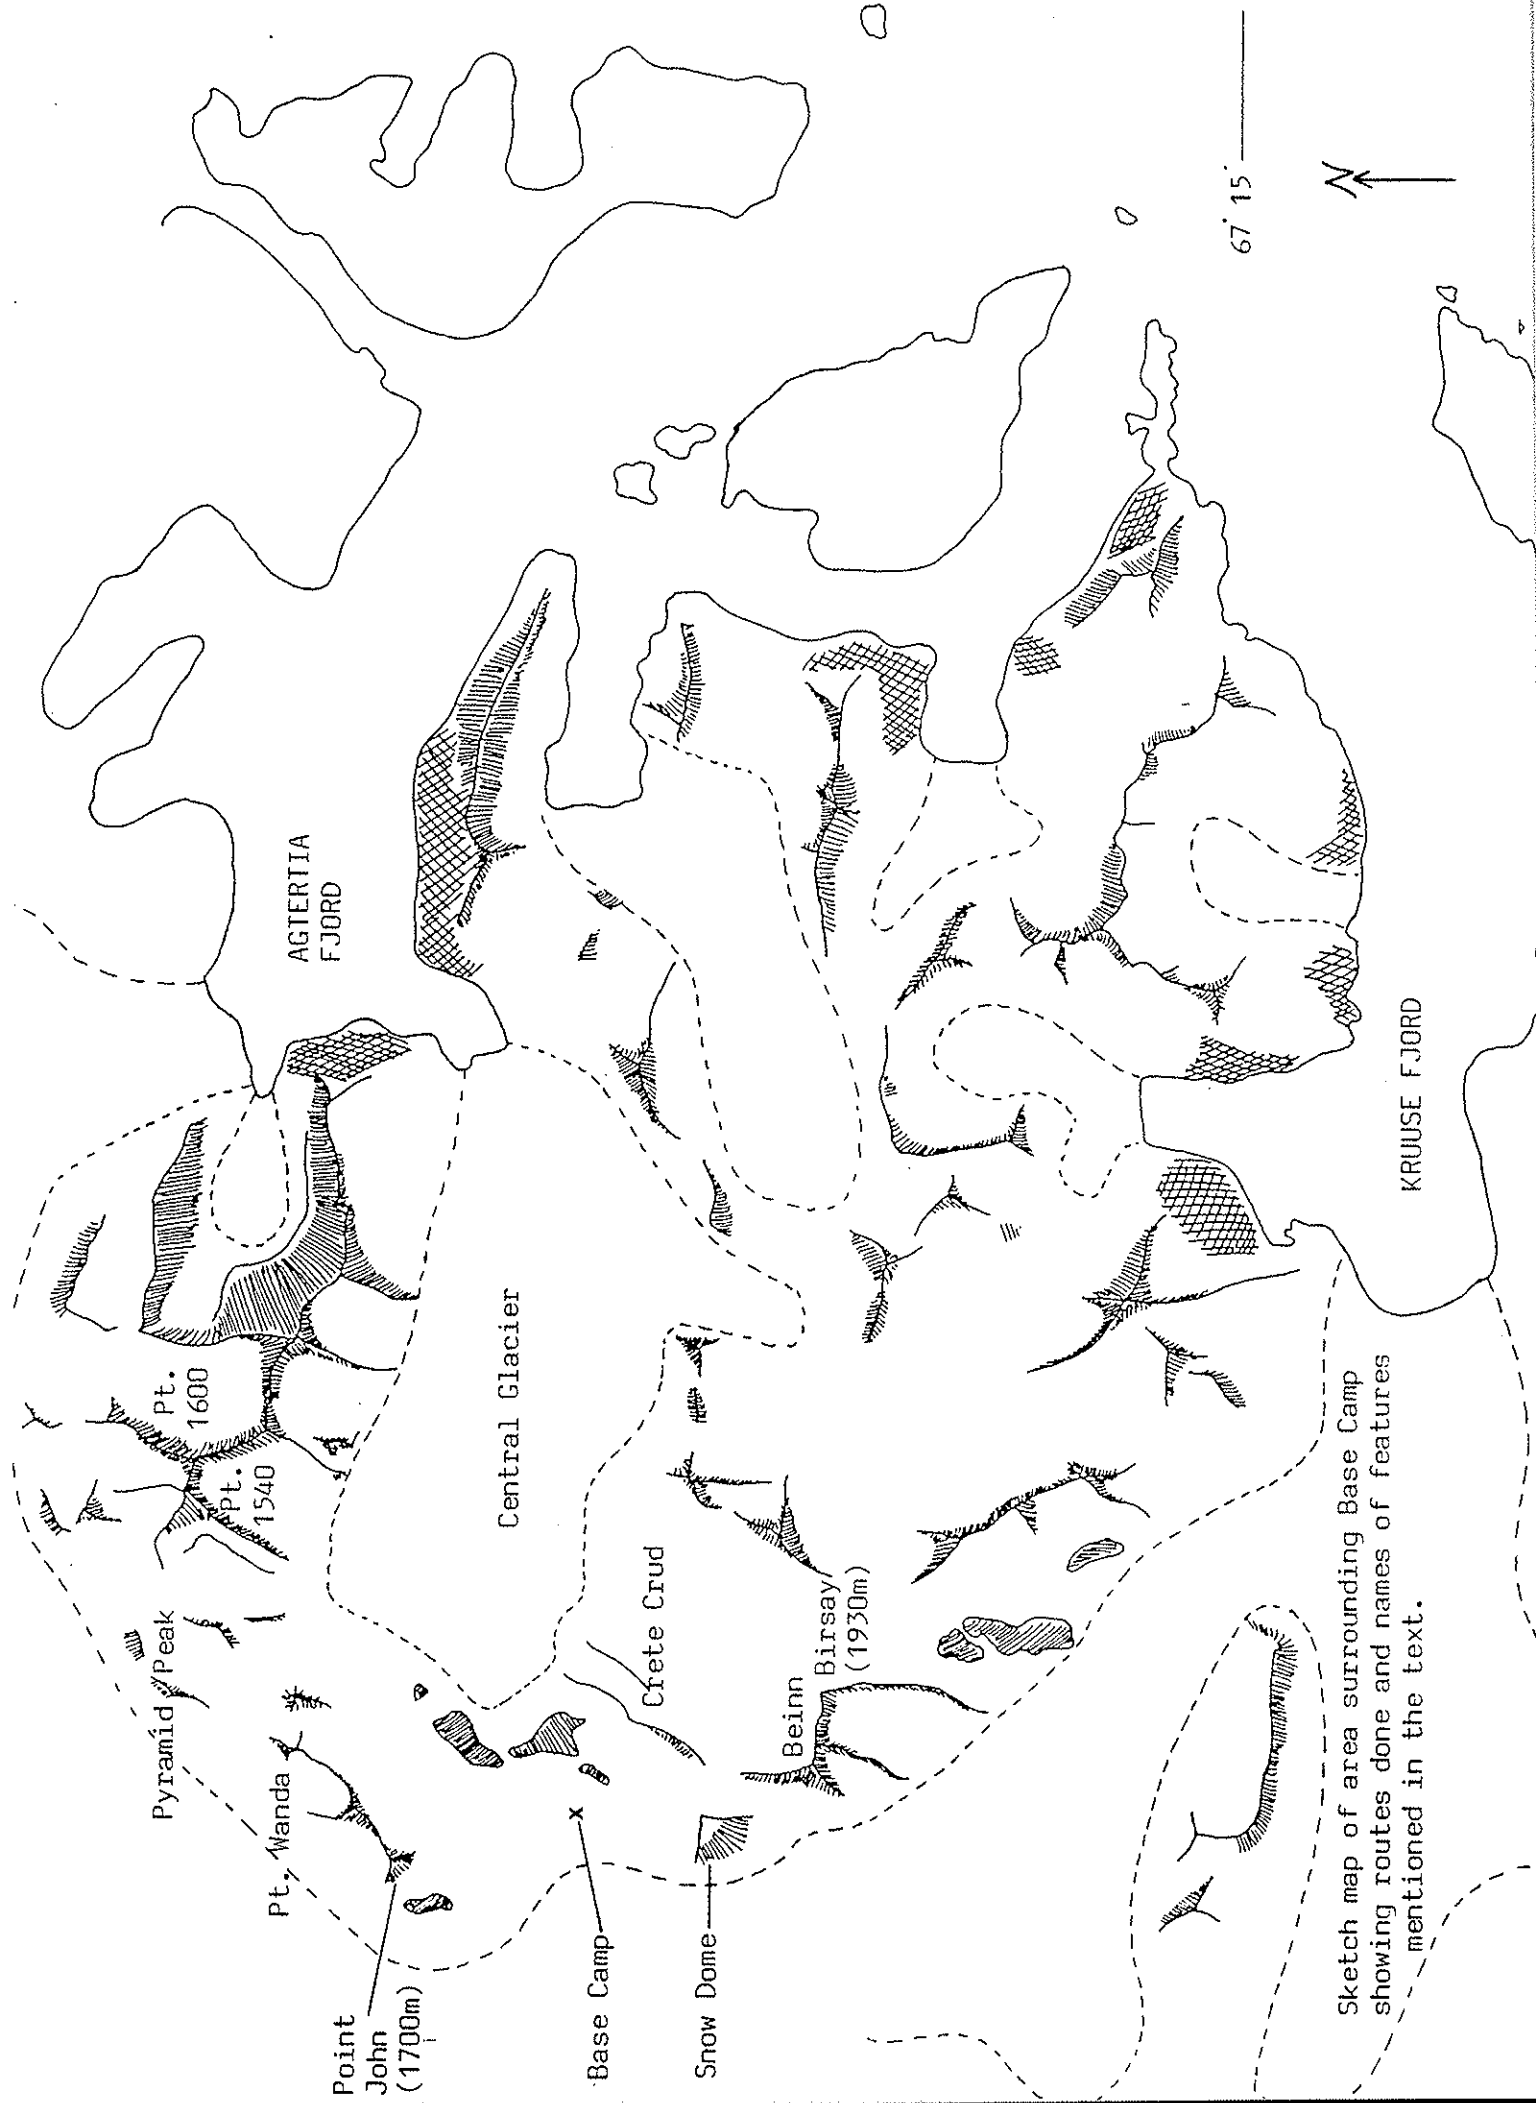 Pyramid Peak
Pt.
1600
AGTERTIA
FJORD
67° 15'
N
Pt. Wanda
Pt.
1540
Point
John
(1700m)
Central Glacier
Base Camp
x
Crete Crud
Snow Dome
Beinn
Birsay
(1930m)
KRUUSE FJORD
Sketch map of area surrounding Base Camp
showing routes done and names of features
mentioned in the text.